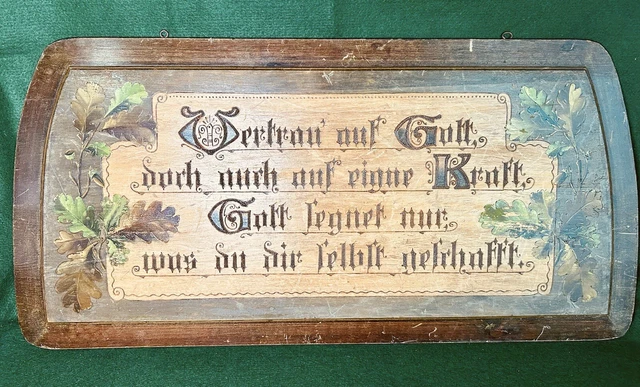 Vertrau' auf Gott,
doch auch auf eigne Kraft,
Gott segnet nur,
was du dir selbst geschafft.